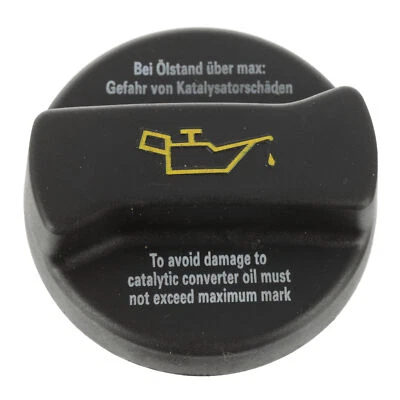 Bei Ölstand über max:
Gefahr von Katalysatorschäden
To avoid damage to
catalytic converter oil must
not exceed maximum mark